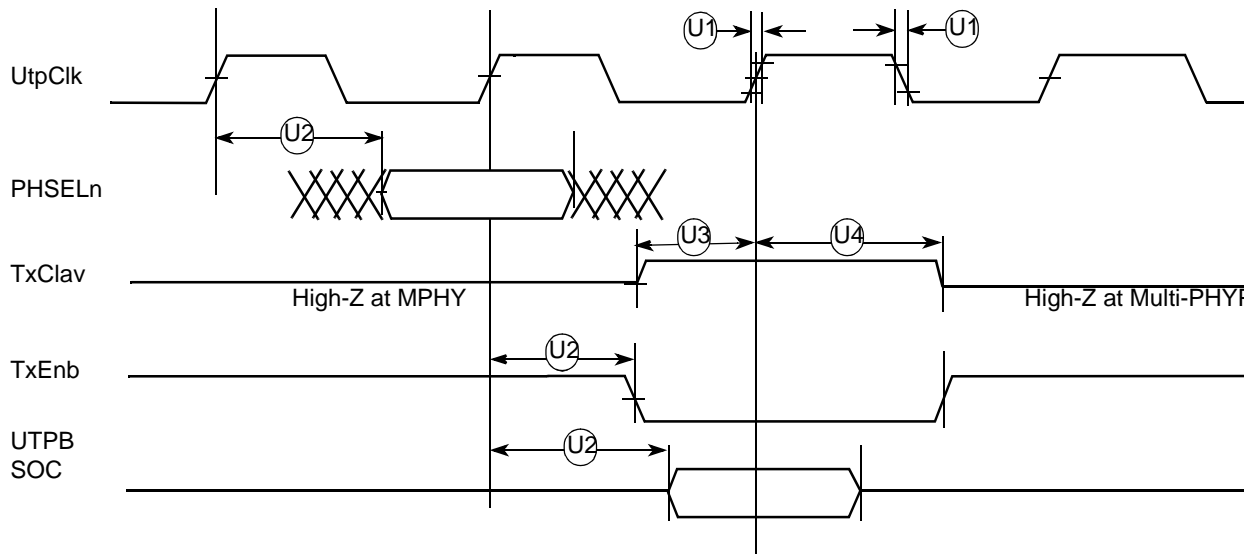 U1
U1
UtpClk
U2
PHSELn
U3
U4
TxClav
High-Z at MPHY
High-Z at Multi-PHYP
U2
TxEnb
UTPB
SOC
U2